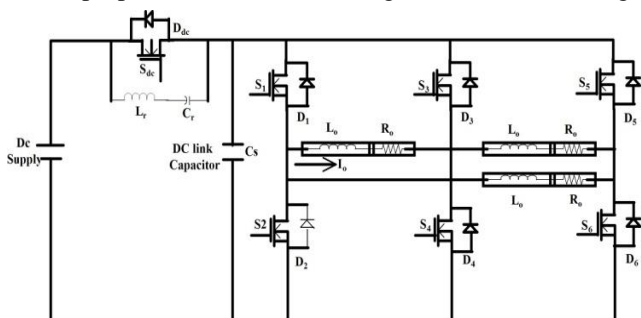 Ddc
Sdc
S1
S3
S5
Lr
Cr
D1
D3
D5
Dc
Supply
DC link
Capacitor
Cs
Lo
Ro
Lo
Ro
Io
Lo
Ro
S2
S4
S6
D2
D4
D6